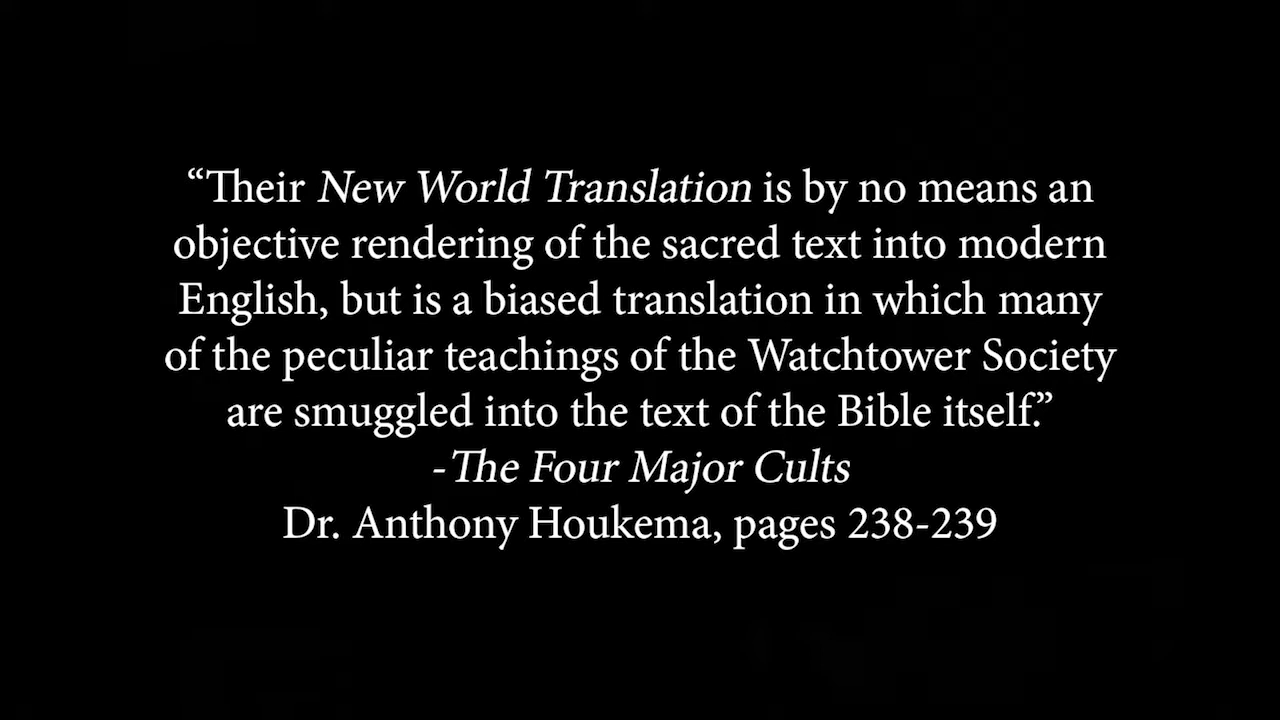 “Their New World Translation is by no means an
objective rendering of the sacred text into modern
English, but is a biased translation in which many
of the peculiar teachings of the Watchtower Society
are smuggled into the text of the Bible itself.”
-The Four Major Cults
Dr. Anthony Houkema, pages 238-239